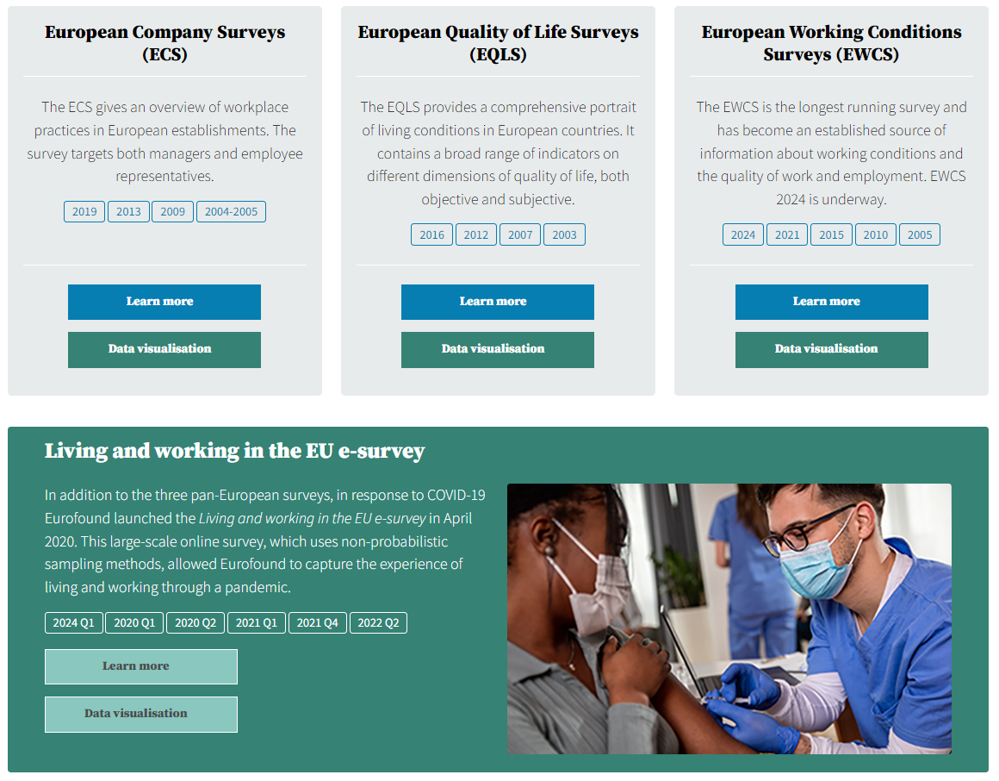 European Company Surveys
(ECS)
The ECS gives an overview of workplace
practices in European establishments. The
survey targets both managers and employee
representatives.
2019 2013 2009 2004-2005
Learn more
Data visualisation
European Quality of Life Surveys
(EQLS)
The EQLS provides a comprehensive portrait
of living conditions in European countries. It
contains a broad range of indicators on
different dimensions of quality of life, both
objective and subjective.
2016 2012 2007 2003
Learn more
Data visualisation
European Working Conditions
Surveys (EWCS)
The EWCS is the longest running survey and
has become an established source of
information about working conditions and
the quality of work and employment. EWCS
2024 is underway.
2024 2021 2015 2010 2005
Learn more
Data visualisation
Living and working in the EU e-survey
In addition to the three pan-European surveys, in response to COVID-19
Eurofound launched the Living and working in the EU e-survey in April
2020. This large-scale online survey, which uses non-probabilistic
sampling methods, allowed Eurofound to capture the experience of
living and working through a pandemic.
2024 Q1 2020 Q1 2020 Q2 2021 Q1 2021 Q4 2022 Q2
Learn more
Data visualisation